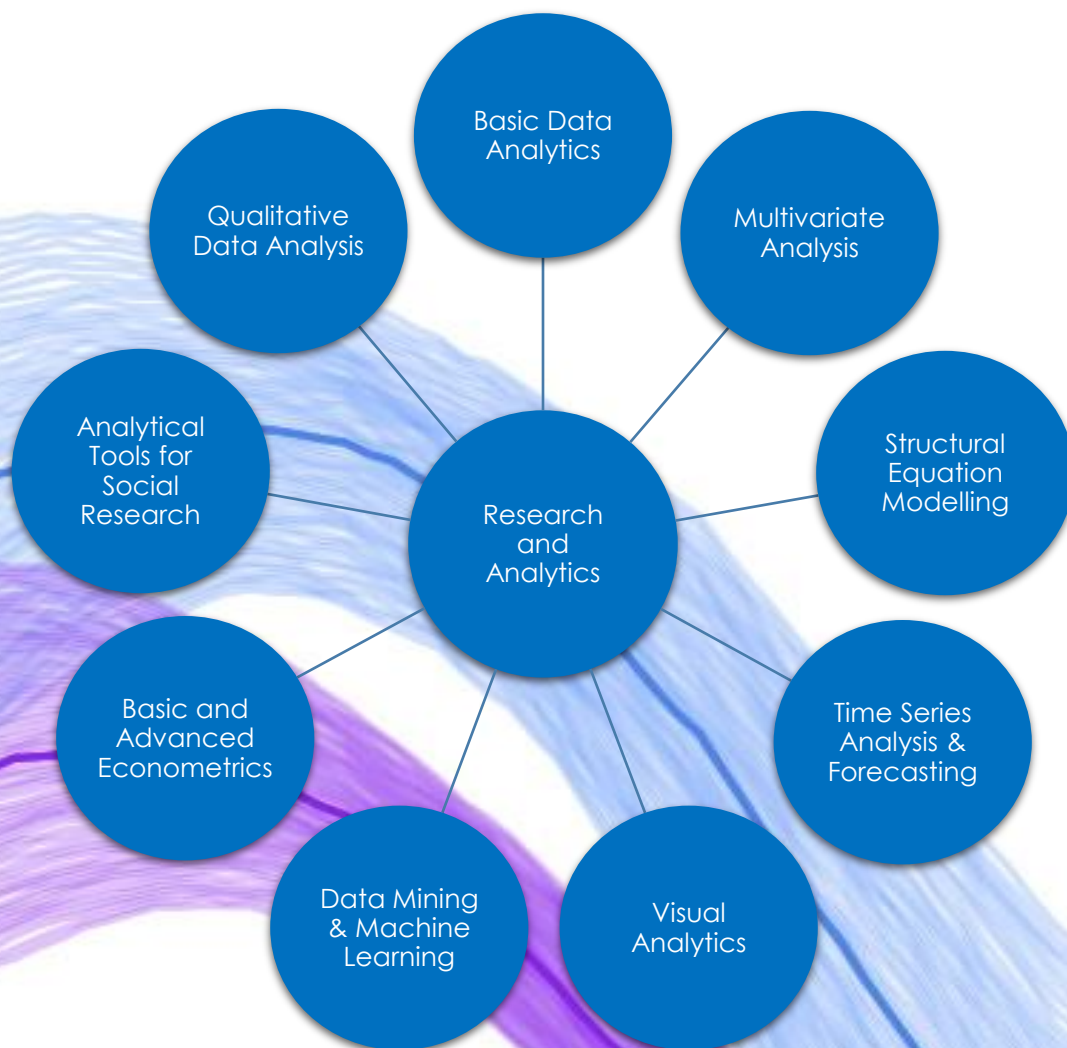 Basic Data
Analytics
Multivariate
Analysis
Structural
Equation
Modelling
Time Series
Analysis &
Forecasting
Visual
Analytics
Data Mining
& Machine
Learning
Basic and
Advanced
Econometrics
Analytical
Tools for
Social
Research
Qualitative
Data Analysis
Research
and
Analytics